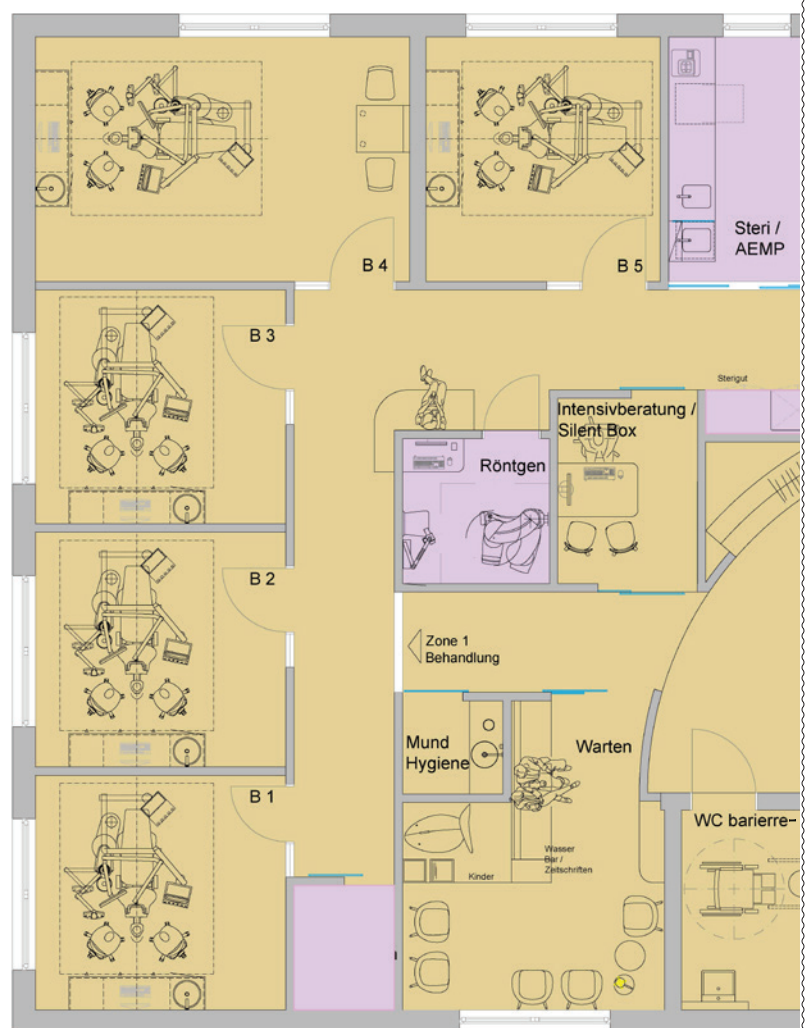 Steri /
AEMP
B 4
B 5
B 3
Sterigut
Intensivberatung /
Silent Box
Röntgen
B 2
Zone 1
Behandlung
Mund
Hygiene
Warten
B 1
WC barierre-
Wasser
Bar /
Zeitschriften
Kinder